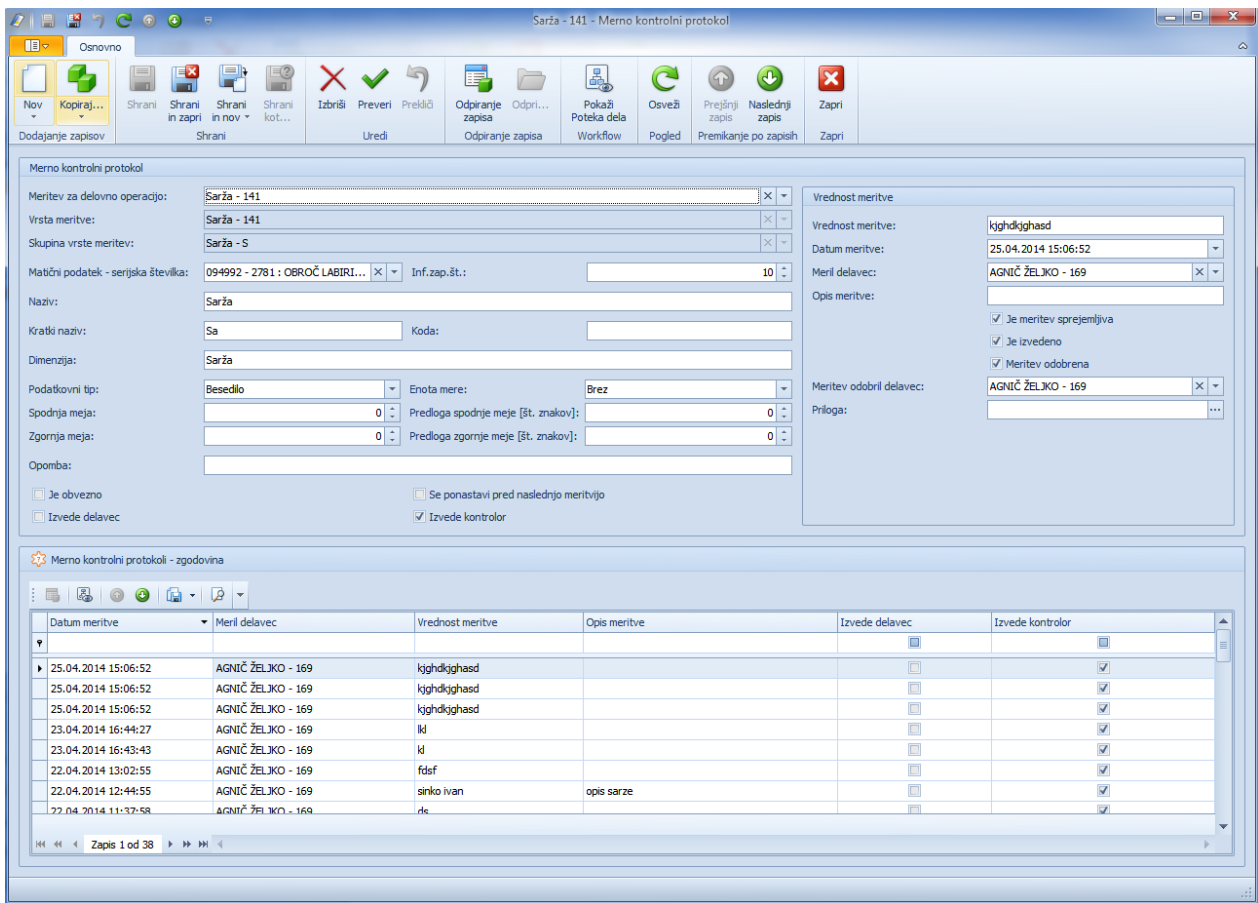 Sarža - 141 - Merno kontrolni protokol
Osnovno
Nov Kopiraj... Shrani Shrani in zapri Shrani in nov Shrani kot... Izbriši Preveri Prekliči Odpiranje zapisa Odpri... Pokaži Poteka dela Osveži Prejšnji zapis Naslednji zapis Zapri
Dodajanje zapisov Shrani Uredi Odpiranje zapisa Workflow Pogled Premikanje po zapisih Zapri
Merno kontrolni protokol
Meritev za delovno operacijo: Sarža - 141
Vrsta meritve: Sarža - 141
Skupina vrste meritev: Sarža - S
Matični podatek - serijska številka: 094992 - 2781 : OBROČ LABIRI... Inf.zap.št.: 10
Naziv: Sarža
Kratki naziv: Sa Koda:
Dimenzija: Sarža
Podatkovni tip: Besedilo Enota mere: Brez
Spodnja meja: 0 Predloga spodnje meje [št. znakov]: 0
Zgornja meja: 0 Predloga zgornje meje [št. znakov]: 0
Opomba:
Je obvezno Se ponastavi pred naslednjo meritvijo
Izvede delavec Izvede kontrolor
Vrednost meritve
Vrednost meritve: kjghdkjghasd
Datum meritve: 25.04.2014 15:06:52
Meril delavec: AGNIČ ŽELJKO - 169
Opis meritve:
Je meritev sprejemljiva
Je izvedeno
Meritev odobrena
Meritev odobril delavec: AGNIČ ŽELJKO - 169
Priloga:
Merno kontrolni protokoli - zgodovina
Datum meritve Meril delavec Vrednost meritve Opis meritve Izvede delavec Izvede kontrolor
25.04.2014 15:06:52 AGNIČ ŽELJKO - 169 kjghdkjghasd
25.04.2014 15:06:52 AGNIČ ŽELJKO - 169 kjghdkjghasd
25.04.2014 15:06:52 AGNIČ ŽELJKO - 169 kjghdkjghasd
23.04.2014 16:44:27 AGNIČ ŽELJKO - 169 lkl
23.04.2014 16:43:43 AGNIČ ŽELJKO - 169 kl
22.04.2014 13:02:55 AGNIČ ŽELJKO - 169 fdsf
22.04.2014 12:44:55 AGNIČ ŽELJKO - 169 sinko ivan opis sarze
22.04.2014 11:37:58 AGNIČ ŽELJKO - 169 ds
Zapis 1 od 38